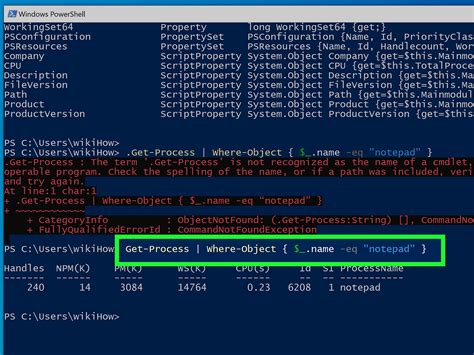 Windows PowerShell
WorkingSet64 Property long WorkingSet64 {get;}
PSConfiguration PropertySet PSConfiguration {Name, Id, PriorityClas
PSResources PropertySet PSResources {Name, Id, Handlecount, Wor
Company ScriptProperty System.Object Company {get=$this.Mainmo
CPU ScriptProperty System.Object CPU {get=$this.TotalProce
Description ScriptProperty System.Object Description {get=$this.Ma
FileVersion ScriptProperty System.Object FileVersion {get=$this.Ma
Path ScriptProperty System.Object Path {get=$this.Mainmodul
Product ScriptProperty System.Object Product {get=$this.Mainmo
ProductVersion ScriptProperty System.Object ProductVersion {get=$this
PS C:\Users\wikiHow> .Get-Process | Where-Object { $_.name -eq "notepad" }
.Get-Process : The term '.Get-Process' is not recognized as the name of a cmdlet,
operable program. Check the spelling of the name, or if a path was included, veri
and try again.
At line:1 char:1
+ .Get-Process | Where-Object { $_.name -eq "notepad" }
+ ~~~~~~~~~~~~
+ CategoryInfo : ObjectNotFound: (.Get-Process:String) [], CommandNo
+ FullyQualifiedErrorId : CommandNotFoundException
PS C:\Users\wikiHow> Get-Process | Where-Object { $_.name -eq "notepad" }
Handles NPM(K) PM(K) WS(K) CPU(s) Id SI ProcessName
240 14 3084 14764 0.23 6208 1 notepad
PS C:\Users\wikiHow>